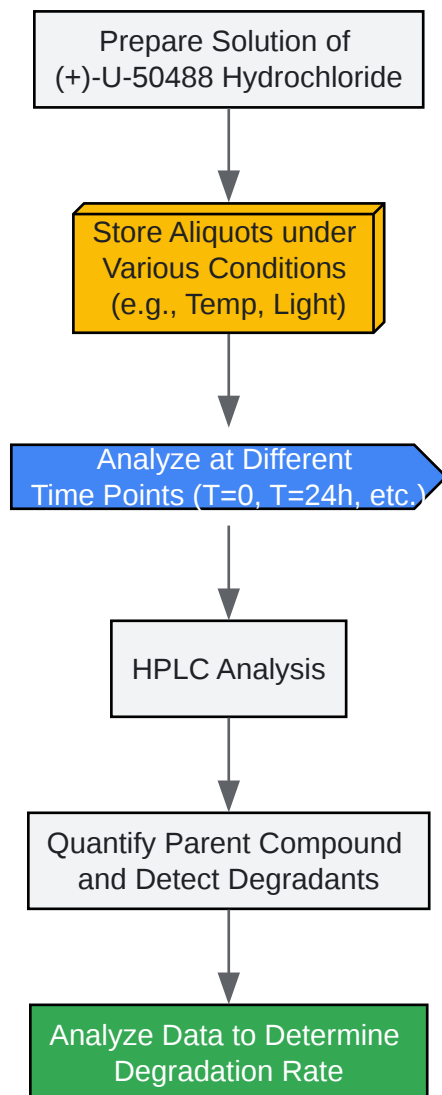 Prepare Solution of
(+)-U-50488 Hydrochloride
Store Aliquots under
Various Conditions
(e.g., Temp, Light)
Analyze at Different
Time Points (T=0, T=24h, etc.)
HPLC Analysis
Quantify Parent Compound
and Detect Degradants
Analyze Data to Determine
Degradation Rate